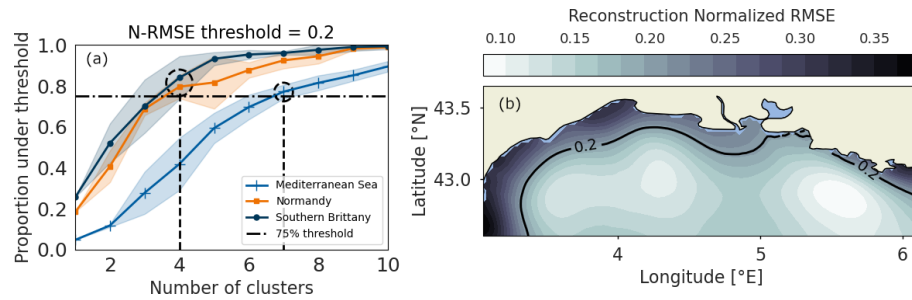 N-RMSE threshold = 0.2
(a)
Proportion under threshold
1.0
0.8
0.6
0.4
0.2
0.0
Mediterranean Sea
Normandy
Southern Brittany
75% threshold
2 4 6 8 10
Number of clusters
Reconstruction Normalized RMSE
0.10 0.15 0.20 0.25 0.30 0.35
(b)
Latitude [°N]
43.5
43.0
0.2
0.2
4 5 6
Longitude [°E]